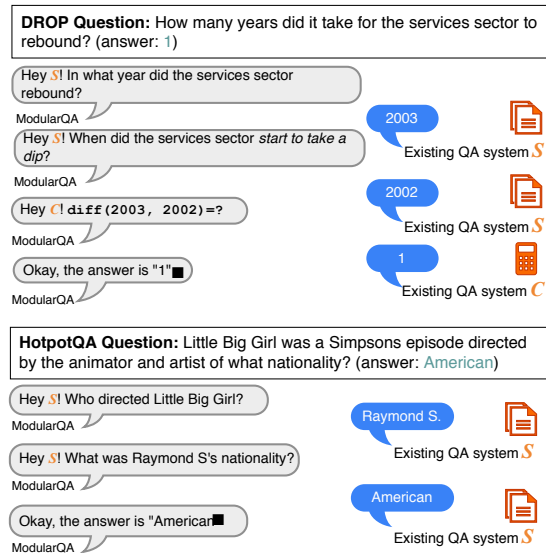 DROP Question: How many years did it take for the services sector to
rebound? (answer: 1)
Hey S! In what year did the services sector
rebound?
ModularQA
2003
Existing QA system S
Hey S! When did the services sector start to take a
dip?
ModularQA
2002
Existing QA system S
Hey C! diff(2003, 2002)=?
ModularQA
1
Existing QA system C
Okay, the answer is "1"■
ModularQA
HotpotQA Question: Little Big Girl was a Simpsons episode directed
by the animator and artist of what nationality? (answer: American)
Hey S! Who directed Little Big Girl?
ModularQA
Raymond S.
Existing QA system S
Hey S! What was Raymond S's nationality?
ModularQA
American
Existing QA system S
Okay, the answer is "American■
ModularQA